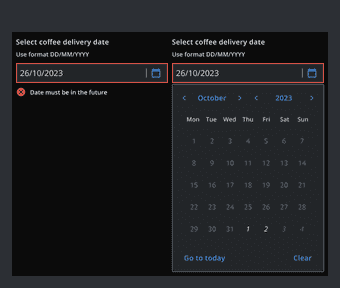 Select coffee delivery date
Use format DD/MM/YYYY
26/10/2023
Date must be in the future
Select coffee delivery date
Use format DD/MM/YYYY
26/10/2023
October 2023
Mon Tue Wed Thu Fri Sat Sun
1 2 3 4 5 6 7
8 9 10 11 12 13 14
15 16 17 18 19 20 21
22 23 24 25 26 27 28
29 30 31 1 2 3 4
Go to today Clear